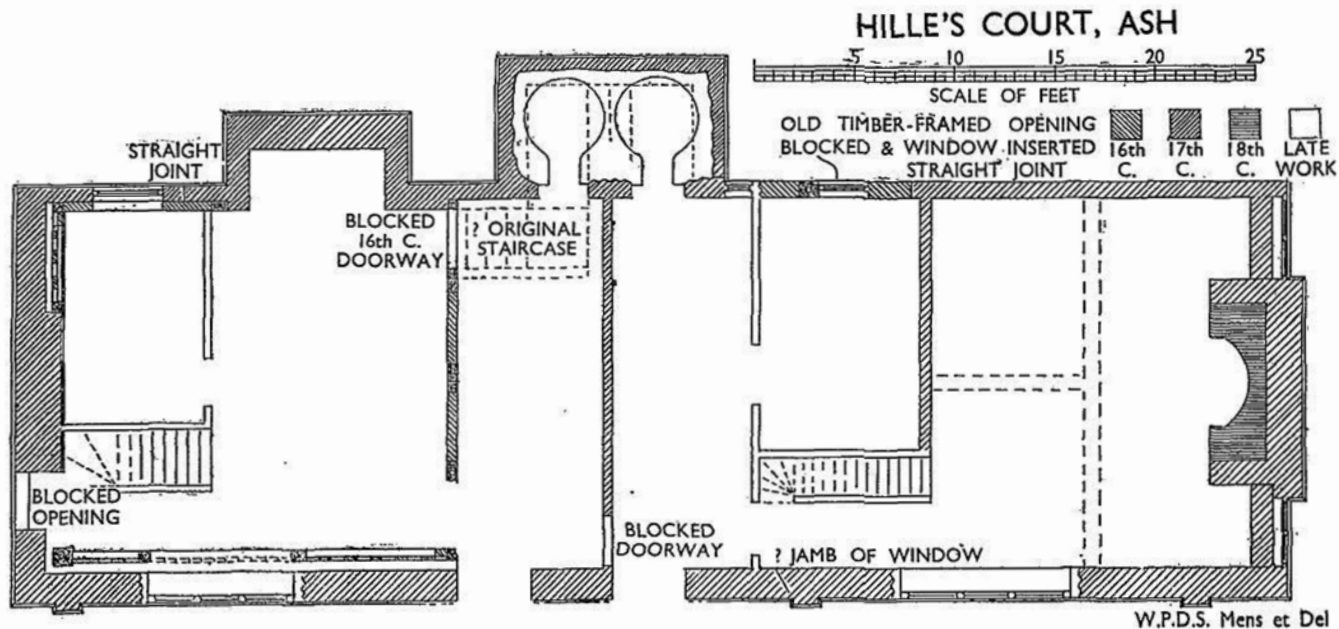 HILLE'S COURT, ASH
5 10 15 20 25
SCALE OF FEET
OLD TIMBER-FRAMED OPENING
BLOCKED & WINDOW INSERTED
STRAIGHT JOINT
16th C.
17th C.
18th C.
LATE WORK
STRAIGHT
JOINT
BLOCKED
16th C.
DOORWAY
? ORIGINAL
STAIRCASE
BLOCKED
OPENING
BLOCKED
DOORWAY
? JAMB OF WINDOW
W.P.D.S. Mens et Del